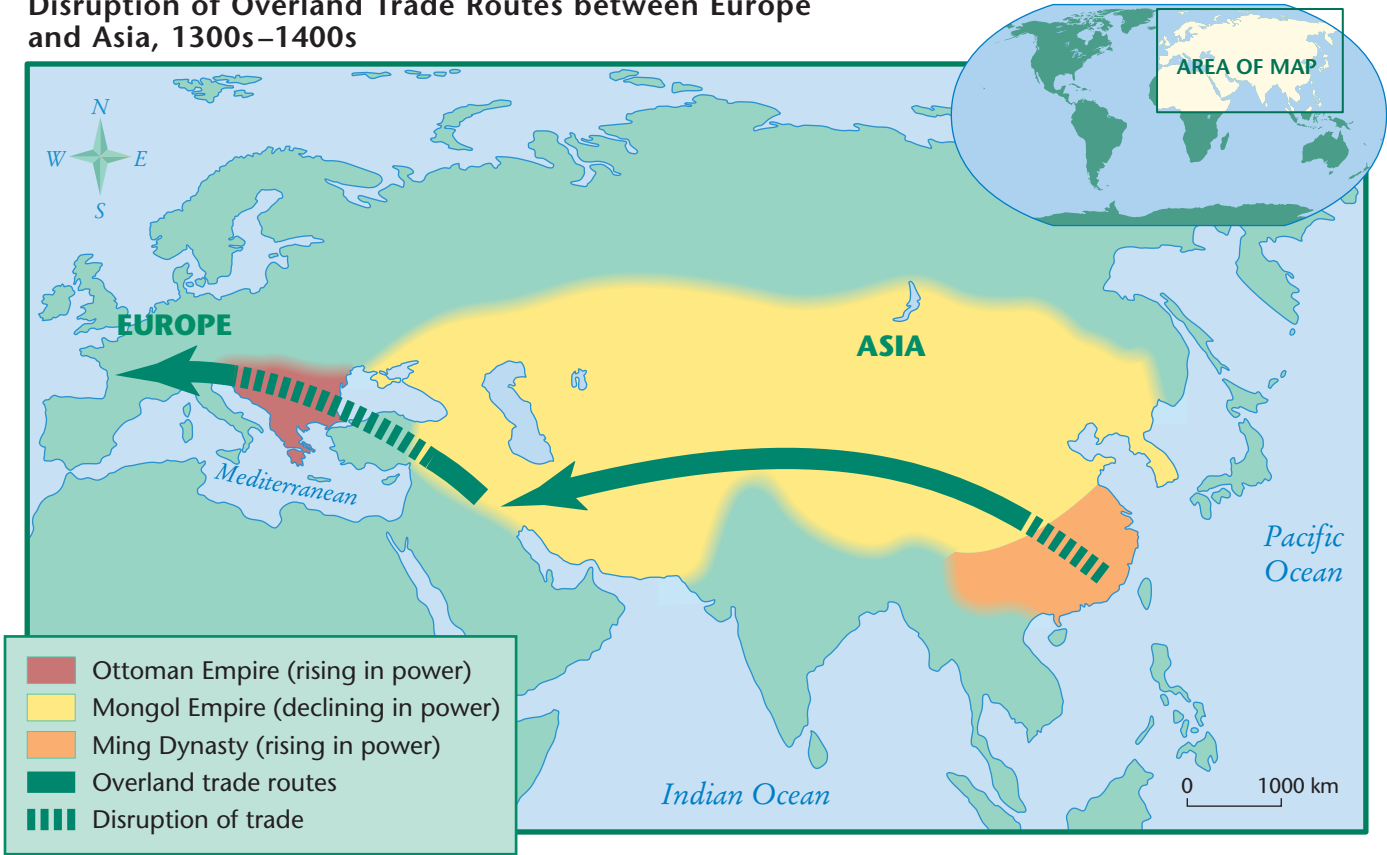 Disruption of Overland Trade Routes between Europe
and Asia, 1300s–1400s
AREA OF MAP
N
W
E
S
EUROPE
ASIA
Mediterranean
Pacific
Ocean
Indian Ocean
0
1000 km
Ottoman Empire (rising in power)
Mongol Empire (declining in power)
Ming Dynasty (rising in power)
Overland trade routes
Disruption of trade